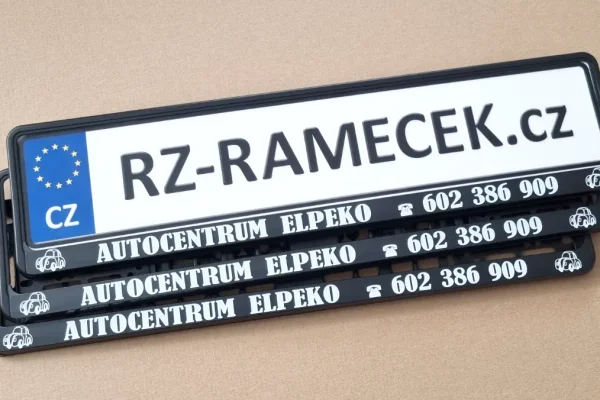 RZ-RAMECEK.cz
CZ
AUTOCENTRUM ELPEKO ☎ 602 386 909
AUTOCENTRUM ELPEKO ☎ 602 386 909
AUTOCENTRUM ELPEKO ☎ 602 386 909